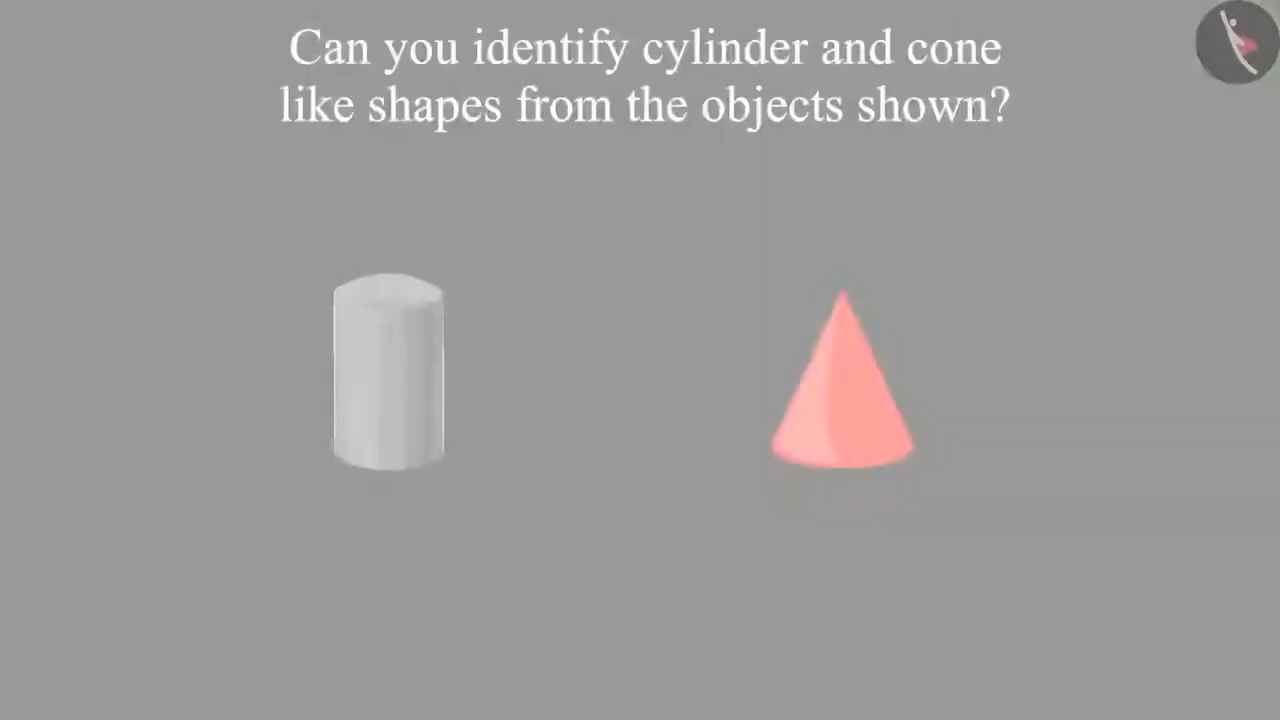 Can you identify cylinder and cone
like shapes from the objects shown?